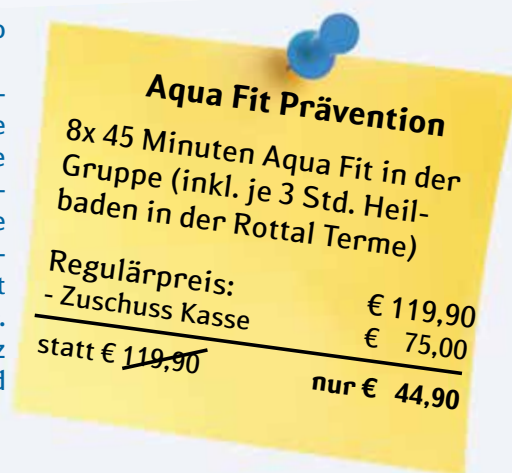 Aqua Fit Prävention
8x 45 Minuten Aqua Fit in der
Gruppe (inkl. je 3 Std. Heil-
baden in der Rottal Terme)
Regulärpreis: € 119,90
- Zuschuss Kasse € 75,00
statt € 119,90 nur € 44,90